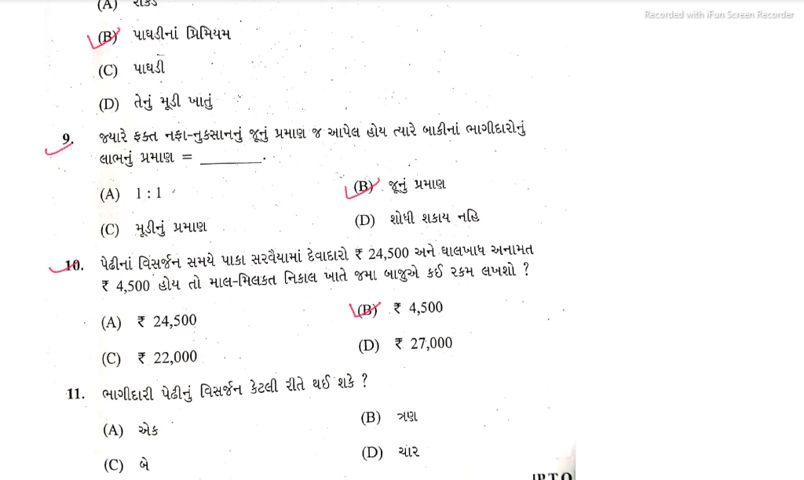 Recorded with iFun Screen Recorder
(A) રોકડ
(B) પાઘડીનાં પ્રિમિયમ
(C) પાઘડી
(D) તેનું મૂડી ખાતું
9. જ્યારે ફક્ત નફા-નુકસાનનું જૂનું પ્રમાણ જ આપેલ હોય ત્યારે બાકીનાં ભાગીદારોનું
લાભનું પ્રમાણ = ________.
(A) 1 : 1 (B) જૂનું પ્રમાણ
(C) મૂડીનું પ્રમાણ (D) શોધી શકાય નહિ
10. પેઢીનાં વિસર્જન સમયે પાકા સરવૈયામાં દેવાદારો ₹ 24,500 અને ઘાલખાધ અનામત
₹ 4,500 હોય તો માલ-મિલકત નિકાલ ખાતે જમા બાજુએ કઈ રકમ લખશો ?
(A) ₹ 24,500 (B) ₹ 4,500
(C) ₹ 22,000 (D) ₹ 27,000
11. ભાગીદારી પેઢીનું વિસર્જન કેટલી રીતે થઈ શકે ?
(A) એક (B) ત્રણ
(C) બે (D) ચાર